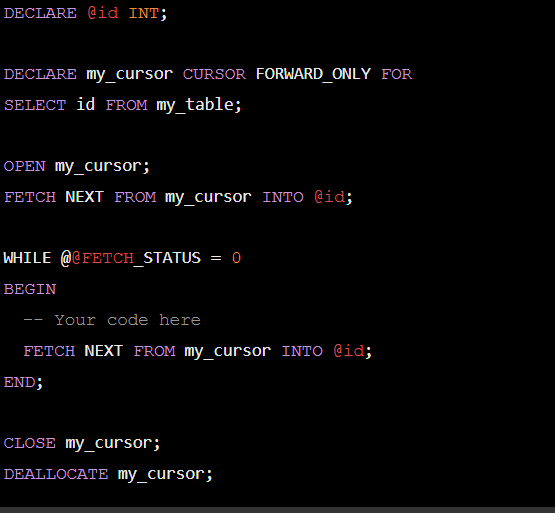 DECLARE @id INT;
DECLARE my_cursor CURSOR FORWARD_ONLY FOR
SELECT id FROM my_table;
OPEN my_cursor;
FETCH NEXT FROM my_cursor INTO @id;
WHILE @@FETCH_STATUS = 0
BEGIN
-- Your code here
FETCH NEXT FROM my_cursor INTO @id;
END;
CLOSE my_cursor;
DEALLOCATE my_cursor;